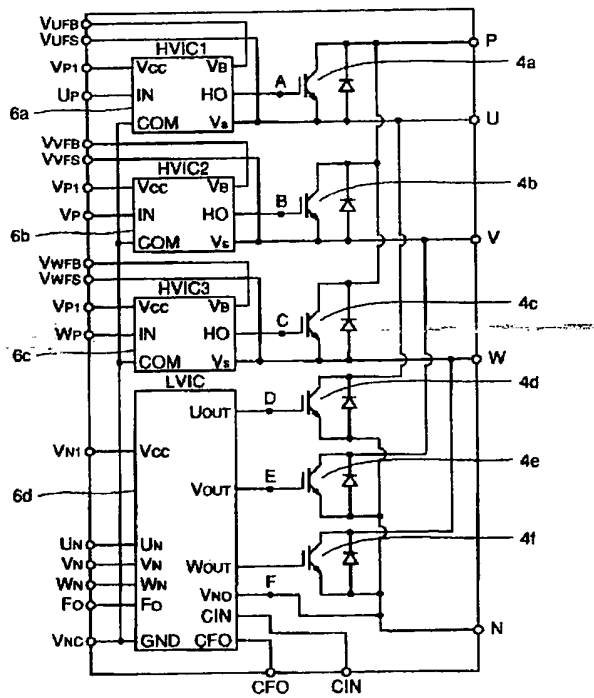 VUFB
VUFS
HVIC1
P
VP1
VCC
VB
A
4a
UP
IN
HO
6a
COM
VS
U
VVFB
VVFS
HVIC2
VP1
VCC
VB
4b
VP
IN
HO
B
6b
COM
VS
V
VWFB
VWFS
HVIC3
VP1
VCC
VB
4c
WP
IN
HO
C
6c
COM
VS
W
LVIC
4d
UOUT
D
VN1
VCC
4e
6d
VOUT
E
UN
UN
WOUT
4f
VN
VN
WN
WN
VNO
F
FO
FO
CIN
VNC
GND
CFO
N
CFO
CIN